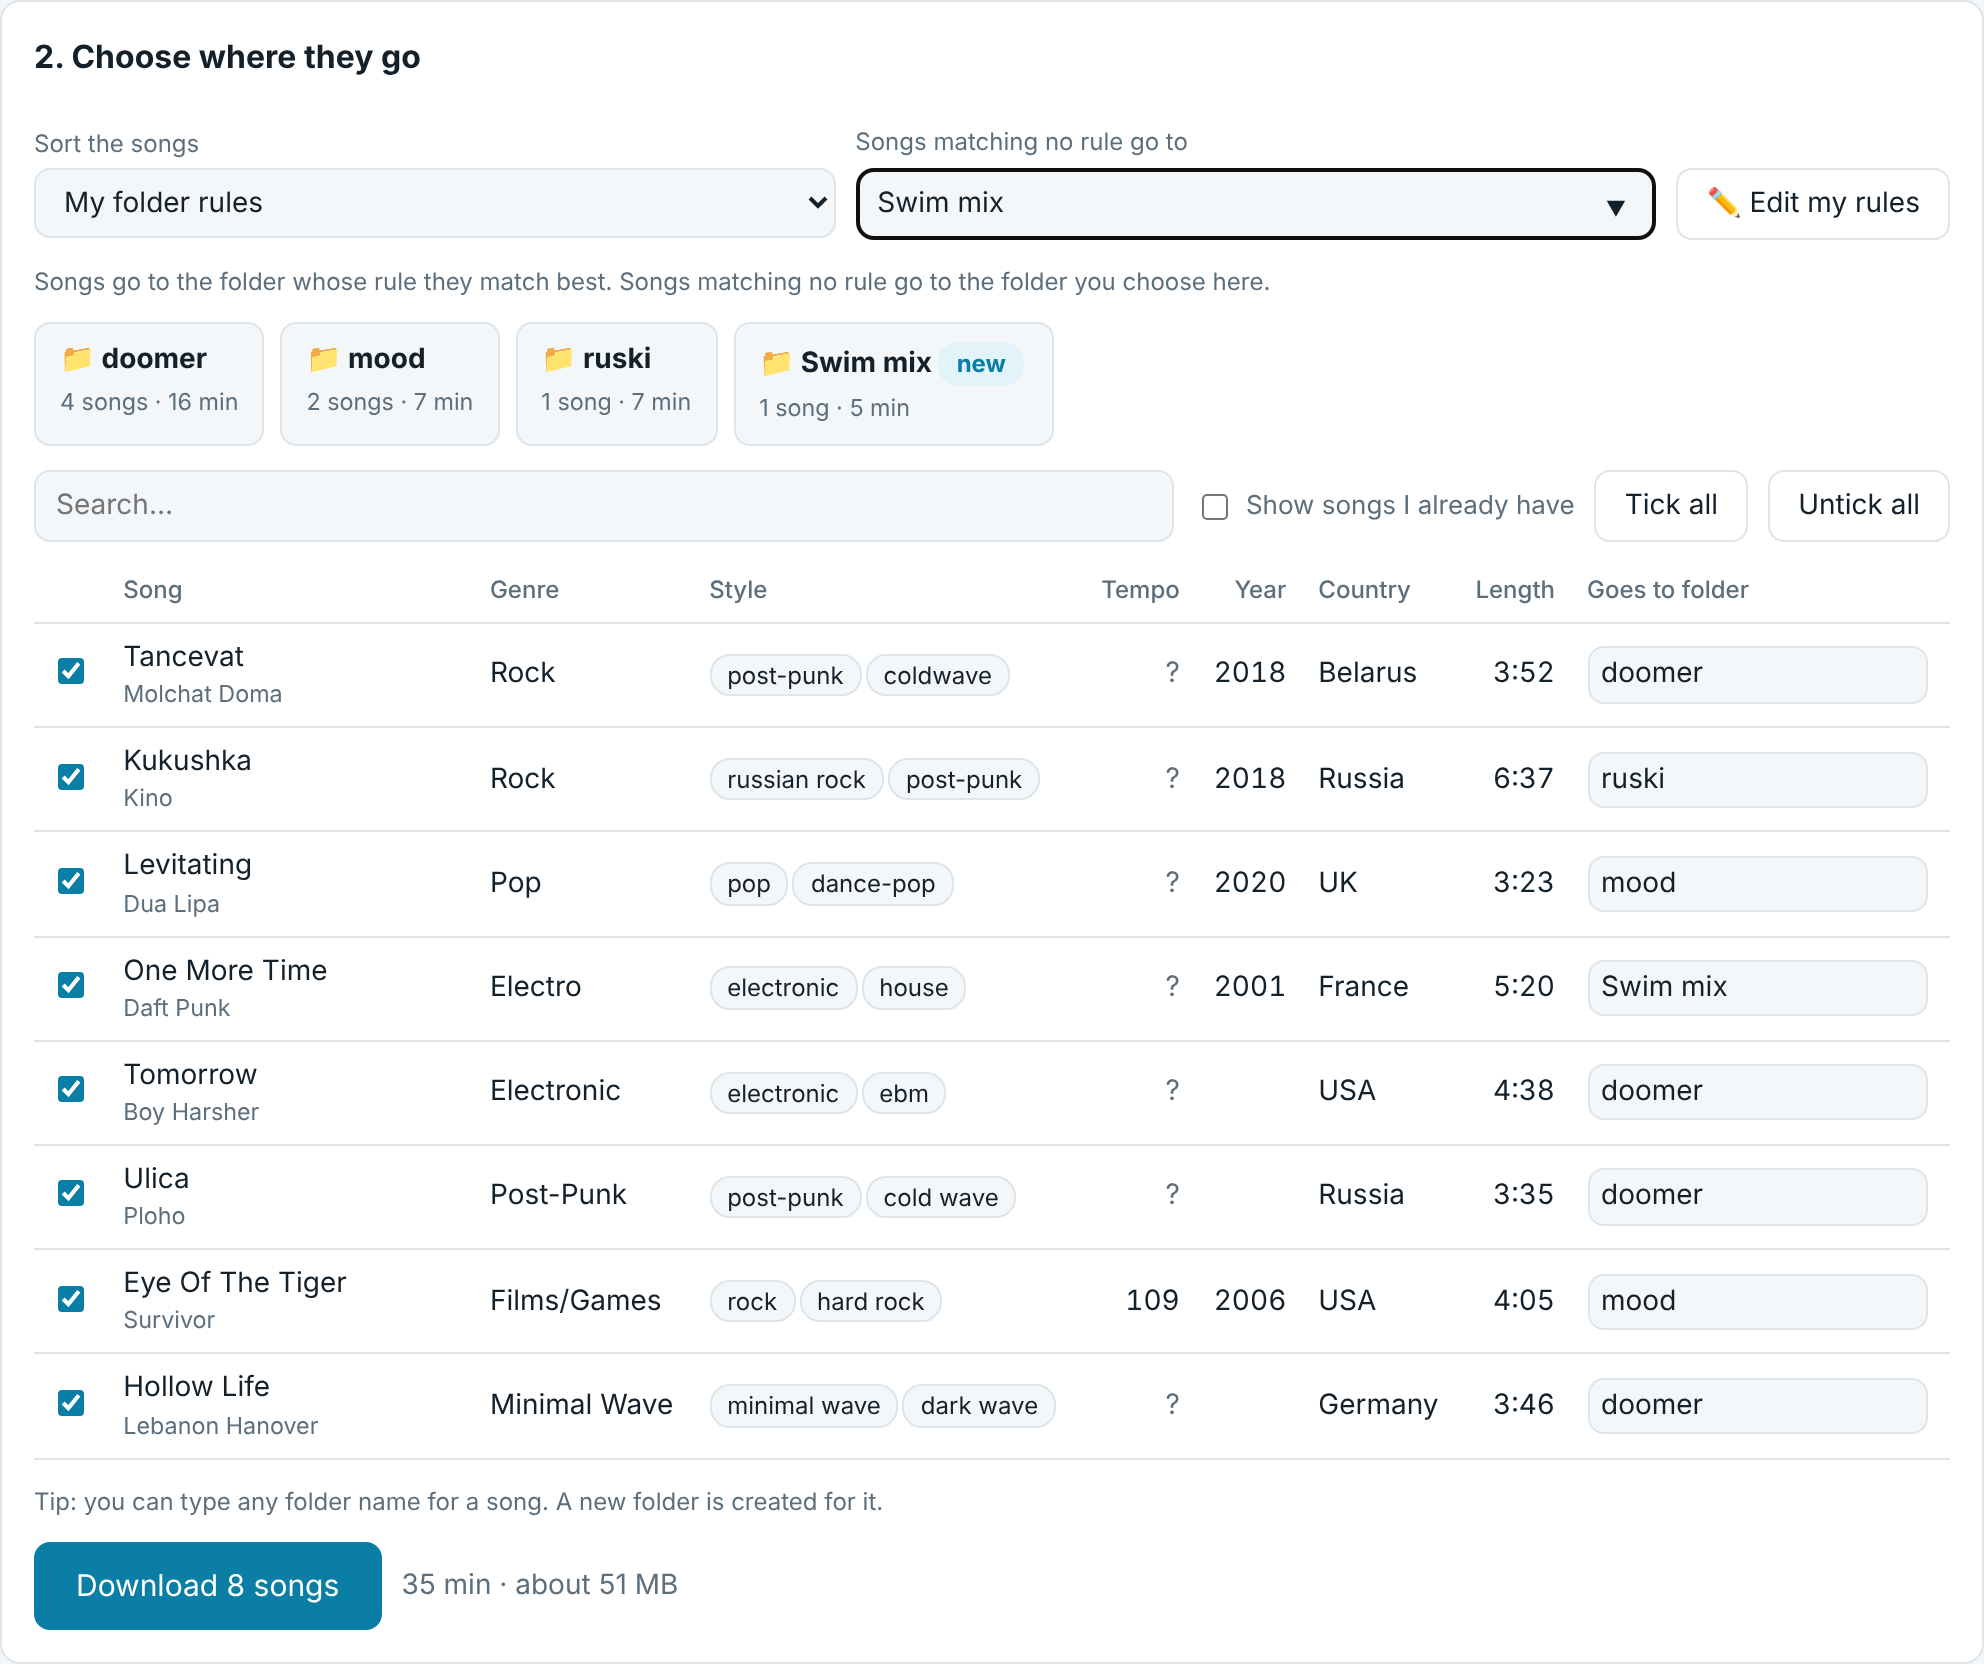 2. Choose where they go
Sort the songs
Songs matching no rule go to
My folder rules
Swim mix
✏️ Edit my rules
Songs go to the folder whose rule they match best. Songs matching no rule go to the folder you choose here.
📁 doomer
4 songs · 16 min
📁 mood
2 songs · 7 min
📁 ruski
1 song · 7 min
📁 Swim mix new
1 song · 5 min
Search...
Show songs I already have
Tick all
Untick all
Song Genre Style Tempo Year Country Length Goes to folder
Tancevat
Molchat Doma
Rock post-punk coldwave ? 2018 Belarus 3:52 doomer
Kukushka
Kino
Rock russian rock post-punk ? 2018 Russia 6:37 ruski
Levitating
Dua Lipa
Pop pop dance-pop ? 2020 UK 3:23 mood
One More Time
Daft Punk
Electro electronic house ? 2001 France 5:20 Swim mix
Tomorrow
Boy Harsher
Electronic electronic ebm ? USA 4:38 doomer
Ulica
Ploho
Post-Punk post-punk cold wave ? Russia 3:35 doomer
Eye Of The Tiger
Survivor
Films/Games rock hard rock 109 2006 USA 4:05 mood
Hollow Life
Lebanon Hanover
Minimal Wave minimal wave dark wave ? Germany 3:46 doomer
Tip: you can type any folder name for a song. A new folder is created for it.
Download 8 songs
35 min · about 51 MB